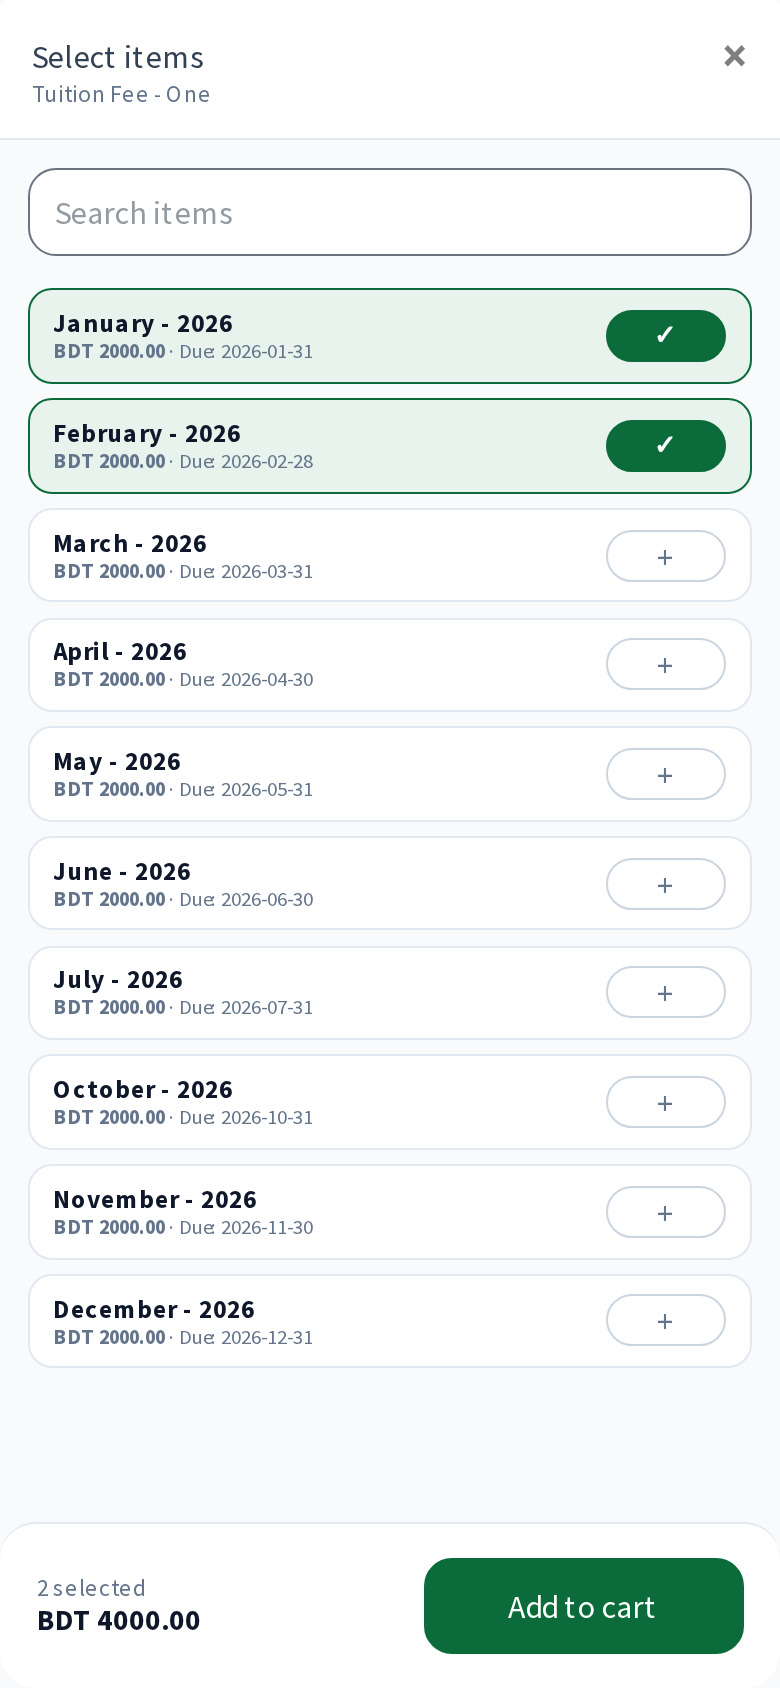 Select items
×
Tuition Fee - One
Search items
January - 2026
BDT 2000.00 · Due: 2026-01-31
✓
February - 2026
BDT 2000.00 · Due: 2026-02-28
✓
March - 2026
BDT 2000.00 · Due: 2026-03-31
+
April - 2026
BDT 2000.00 · Due: 2026-04-30
+
May - 2026
BDT 2000.00 · Due: 2026-05-31
+
June - 2026
BDT 2000.00 · Due: 2026-06-30
+
July - 2026
BDT 2000.00 · Due: 2026-07-31
+
October - 2026
BDT 2000.00 · Due: 2026-10-31
+
November - 2026
BDT 2000.00 · Due: 2026-11-30
+
December - 2026
BDT 2000.00 · Due: 2026-12-31
+
2 selected
BDT 4000.00
Add to cart